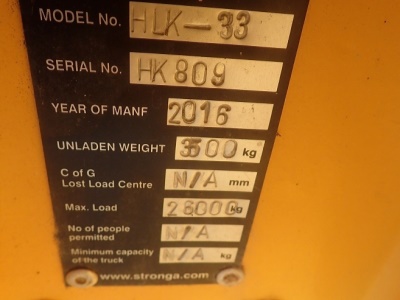 MODEL No. HLK-33
SERIAL No. HK809
YEAR OF MANF 2016
UNLADEN WEIGHT 3500 kg
C of G
Lost Load Centre N/A mm
Max. Load 26000 kg
No of people
permitted N/A
Minimum capacity
of the truck N/A kg
www.stronga.com